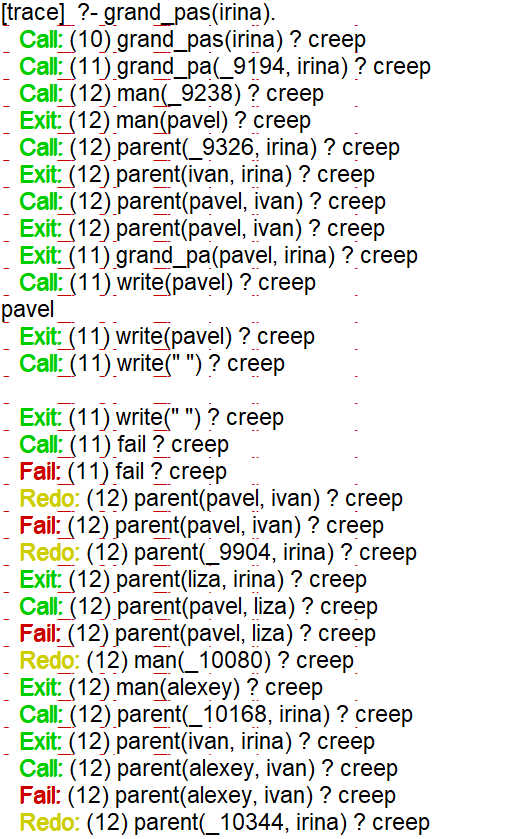 [trace]  ?- grand_pas(irina).
Call: (10) grand_pas(irina) ? creep
Call: (11) grand_pa(_9194, irina) ? creep
Call: (12) man(_9238) ? creep
Exit: (12) man(pavel) ? creep
Call: (12) parent(_9326, irina) ? creep
Exit: (12) parent(ivan, irina) ? creep
Call: (12) parent(pavel, ivan) ? creep
Exit: (12) parent(pavel, ivan) ? creep
Exit: (11) grand_pa(pavel, irina) ? creep
Call: (11) write(pavel) ? creep
pavel
Exit: (11) write(pavel) ? creep
Call: (11) write(" ") ? creep
Exit: (11) write(" ") ? creep
Call: (11) fail ? creep
Fail: (11) fail ? creep
Redo: (12) parent(pavel, ivan) ? creep
Fail: (12) parent(pavel, ivan) ? creep
Redo: (12) parent(_9904, irina) ? creep
Exit: (12) parent(liza, irina) ? creep
Call: (12) parent(pavel, liza) ? creep
Fail: (12) parent(pavel, liza) ? creep
Redo: (12) man(_10080) ? creep
Exit: (12) man(alexey) ? creep
Call: (12) parent(_10168, irina) ? creep
Exit: (12) parent(ivan, irina) ? creep
Call: (12) parent(alexey, ivan) ? creep
Fail: (12) parent(alexey, ivan) ? creep
Redo: (12) parent(_10344, irina) ? creep